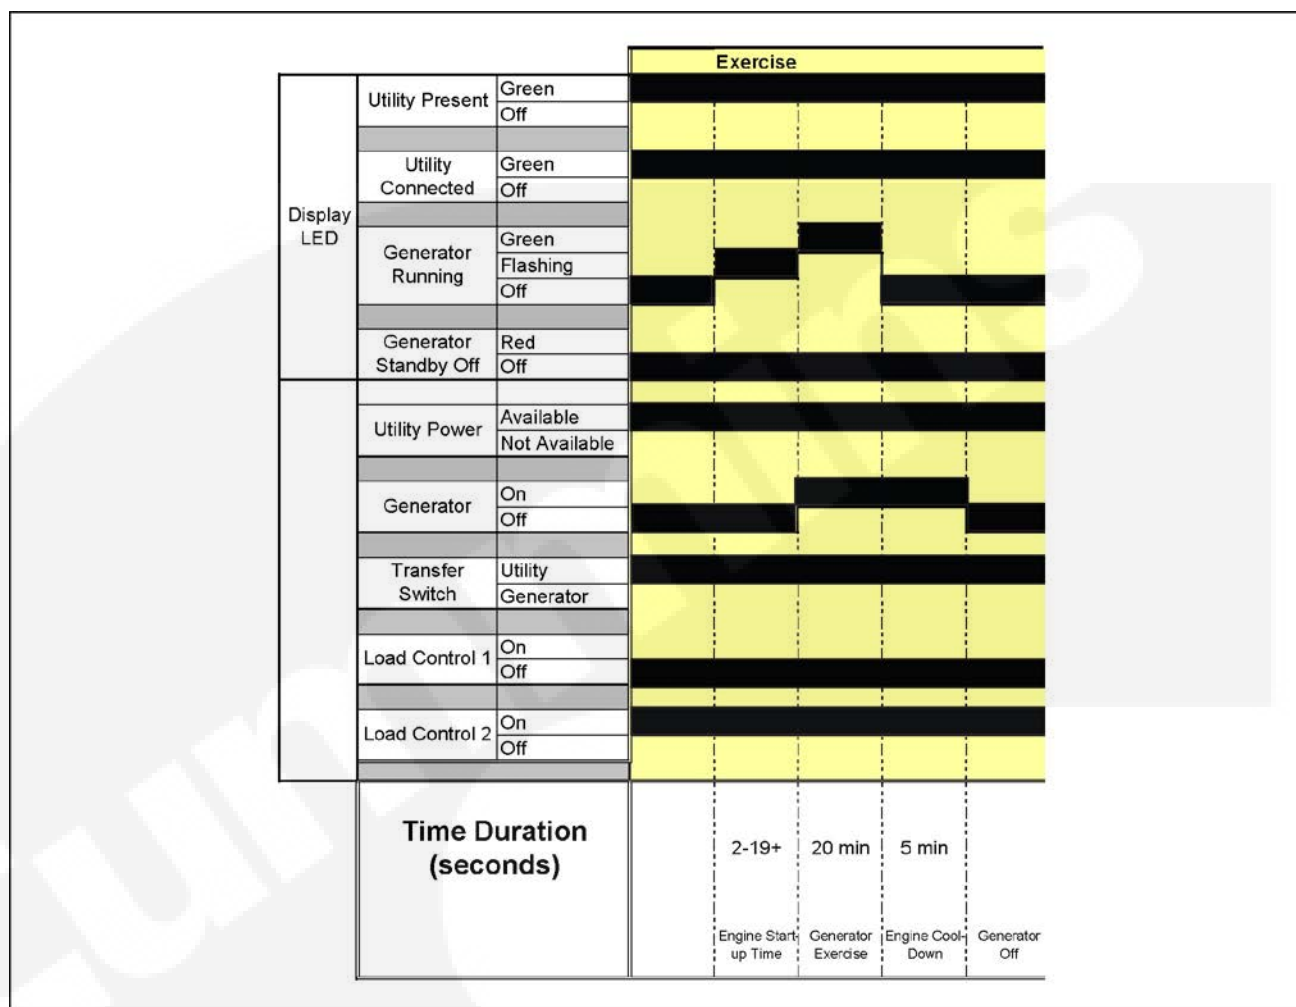 Exercise
Display
LED
Utility Present
Green
Off
Utility
Connected
Green
Off
Generator
Running
Green
Flashing
Off
Generator
Standby Off
Red
Off
Utility Power
Available
Not Available
Generator
On
Off
Transfer
Switch
Utility
Generator
Load Control 1
On
Off
Load Control 2
On
Off
Time Duration
(seconds)
2-19+
20 min
5 min
Engine Start-
up Time
Generator
Exercise
Engine Cool-
Down
Generator
Off
Cummins